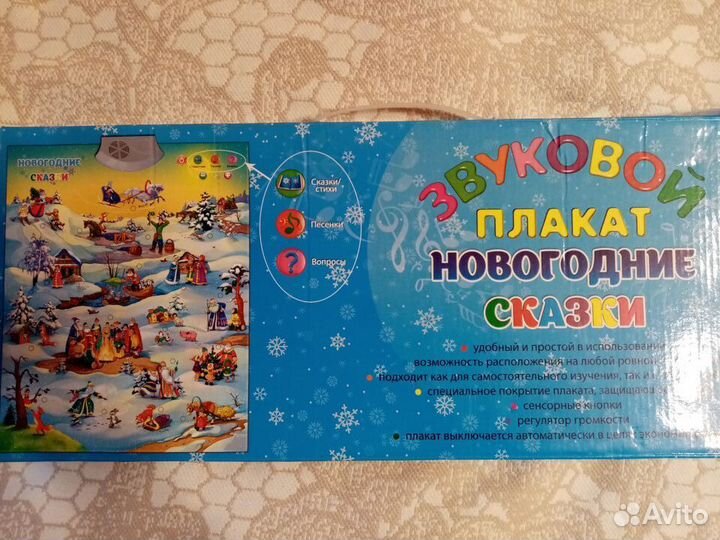 НОВОГОДНИЕ
СКАЗКИ
Сказки/
стихи
Песенки
?
Вопросы
ЗВУКОВОЙ
ПЛАКАТ
НОВОГОДНИЕ
СКАЗКИ
удобный и простой в использовании
возможность расположения на любой ровной
подходит как для самостоятельного изучения, так и
специальное покрытие плаката,
сенсорные кнопки
регулятор громкости
плакат выключается автоматически в целях
Avito